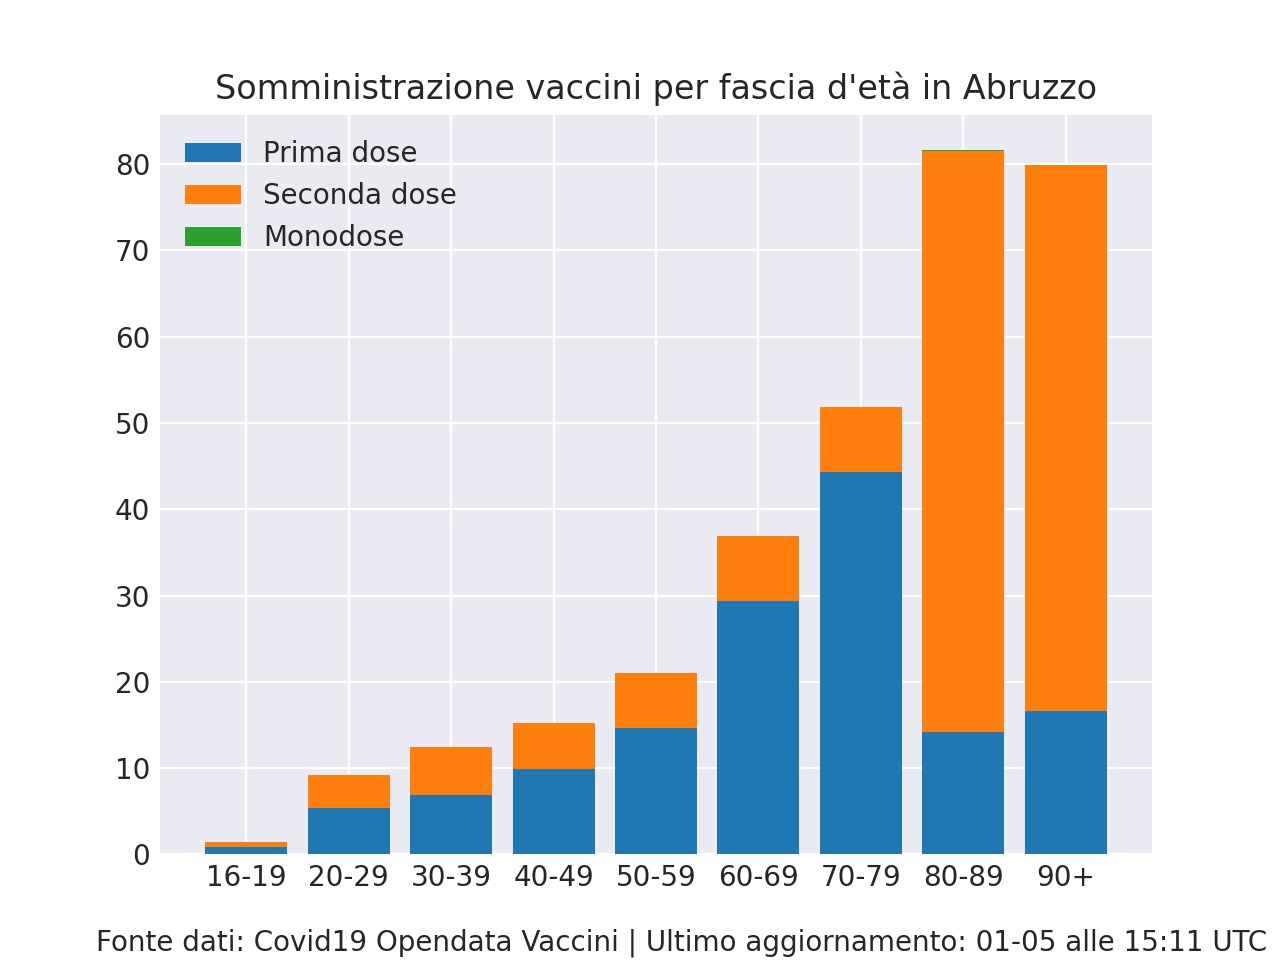 Somministrazione vaccini per fascia d'età in Abruzzo
Prima dose
Seconda dose
Monodose
80
70
60
50
40
30
20
10
0
16-19 20-29 30-39 40-49 50-59 60-69 70-79 80-89 90+
Fonte dati: Covid19 Opendata Vaccini | Ultimo aggiornamento: 01-05 alle 15:11 UTC